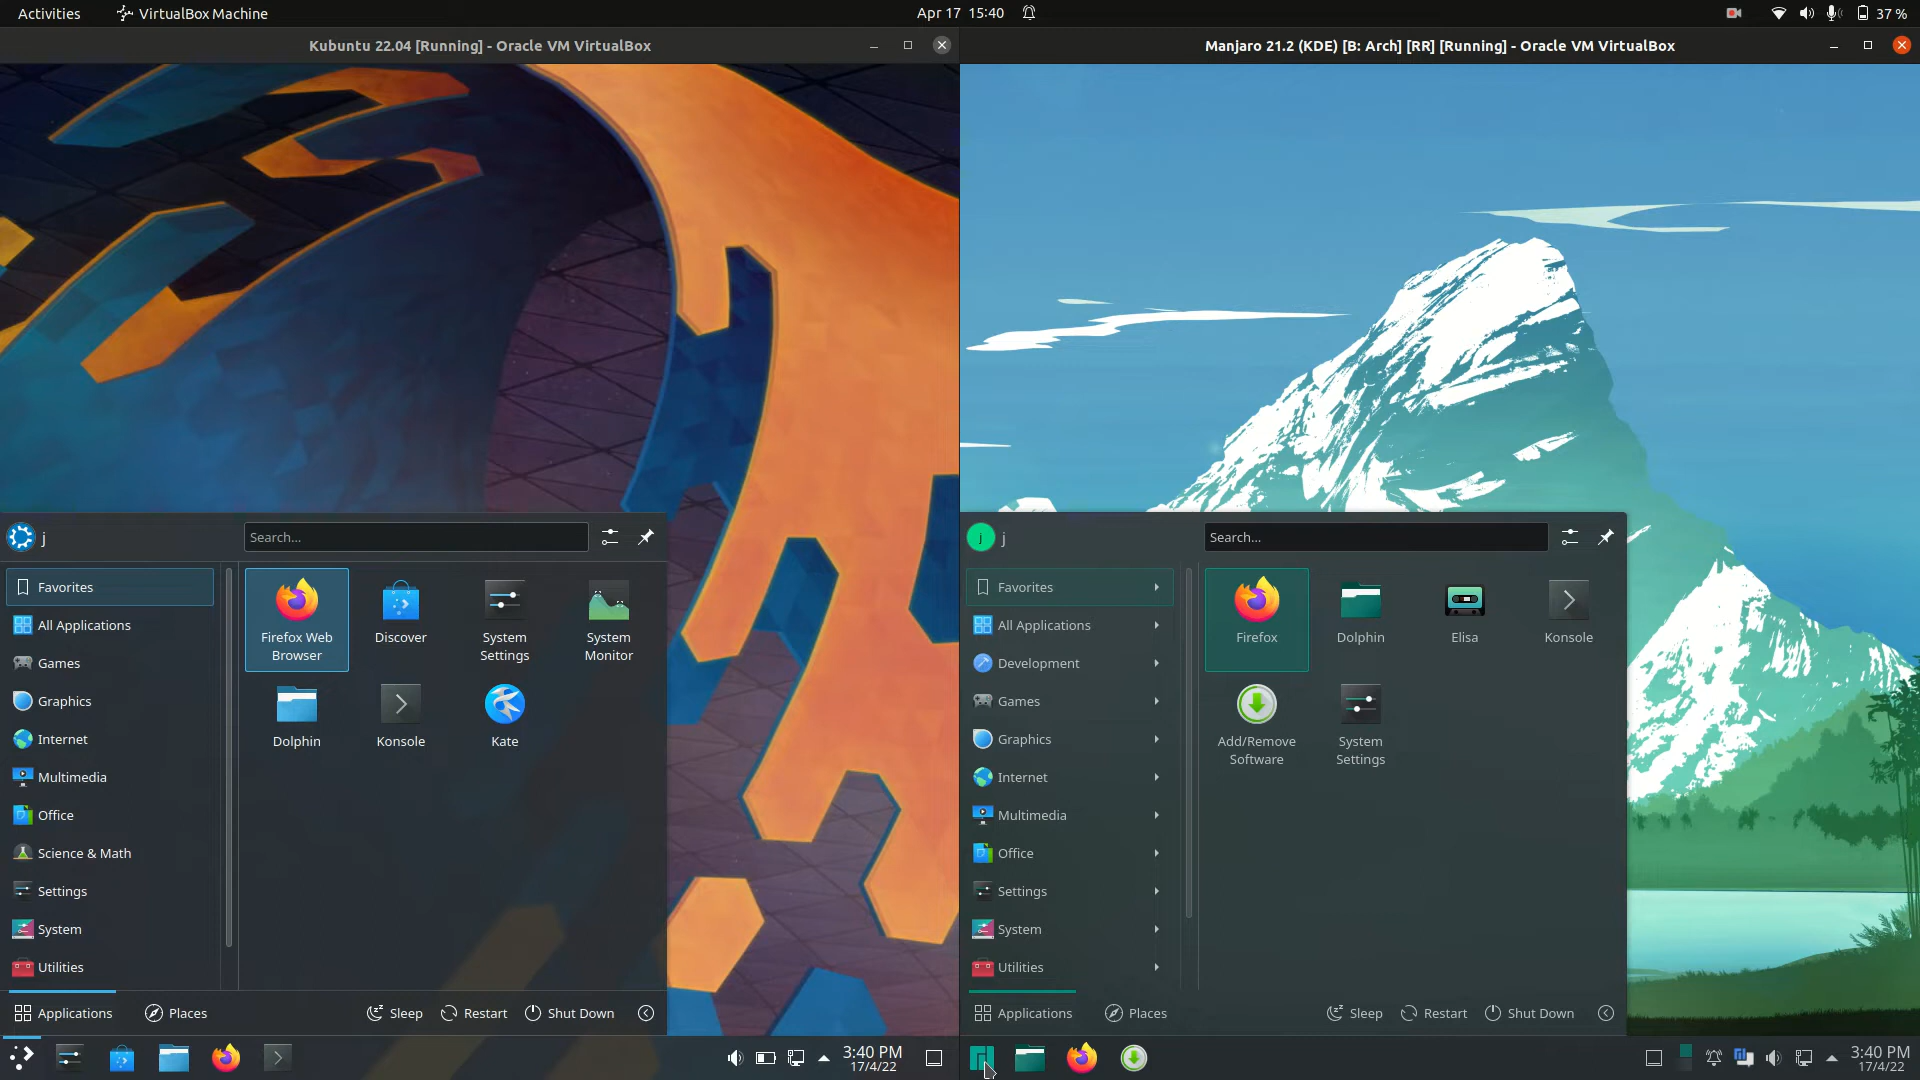 Activities
VirtualBox Machine
Apr 17  15:40
37 %
Kubuntu 22.04 [Running] - Oracle VM VirtualBox
Manjaro 21.2 (KDE) [B: Arch] [RR] [Running] - Oracle VM VirtualBox
j
Search...
Favorites
All Applications
Games
Graphics
Internet
Multimedia
Office
Science & Math
Settings
System
Utilities
Firefox Web
Browser
Discover
System
Settings
System
Monitor
Dolphin
Konsole
Kate
Applications
Places
Sleep
Restart
Shut Down
3:40 PM
17/4/22
j
j
Search...
Favorites
All Applications
Development
Games
Graphics
Internet
Multimedia
Office
Settings
System
Utilities
Firefox
Dolphin
Elisa
Konsole
Add/Remove
Software
System
Settings
Applications
Places
Sleep
Restart
Shut Down
3:40 PM
17/4/22